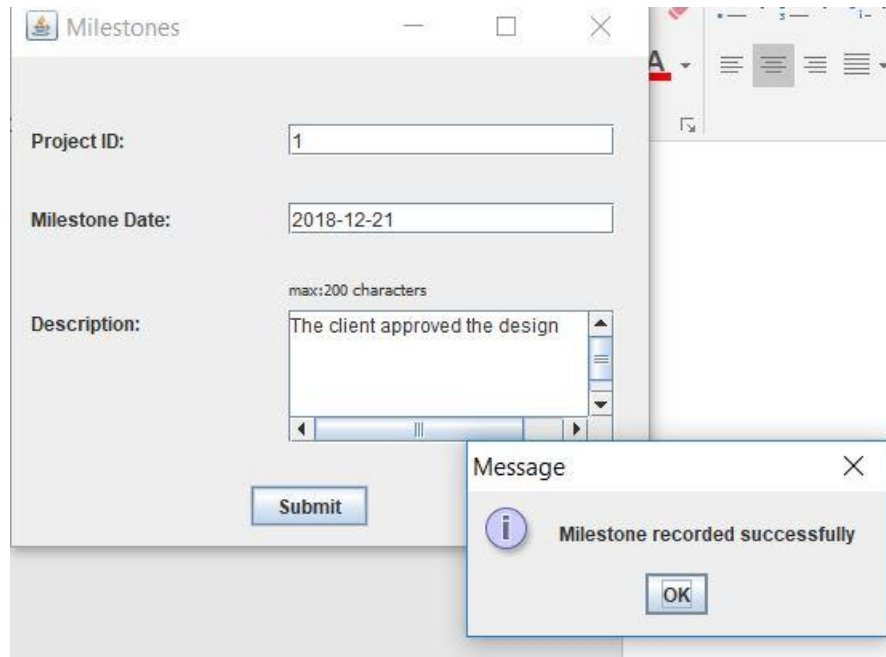 Milestones
A
Project ID:
1
Milestone Date:
2018-12-21
max:200 characters
Description:
The client approved the design
Message
Submit
Milestone recorded successfully
OK